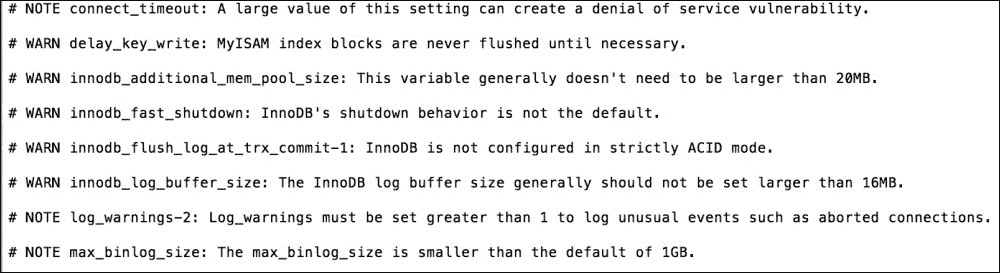 # NOTE connect_timeout: A large value of this setting can create a denial of service vulnerability.
# WARN delay_key_write: MyISAM index blocks are never flushed until necessary.
# WARN innodb_additional_mem_pool_size: This variable generally doesn't need to be larger than 20MB.
# WARN innodb_fast_shutdown: InnoDB's shutdown behavior is not the default.
# WARN innodb_flush_log_at_trx_commit-1: InnoDB is not configured in strictly ACID mode.
# WARN innodb_log_buffer_size: The InnoDB log buffer size generally should not be set larger than 16MB.
# NOTE log_warnings-2: Log_warnings must be set greater than 1 to log unusual events such as aborted connections.
# NOTE max_binlog_size: The max_binlog_size is smaller than the default of 1GB.